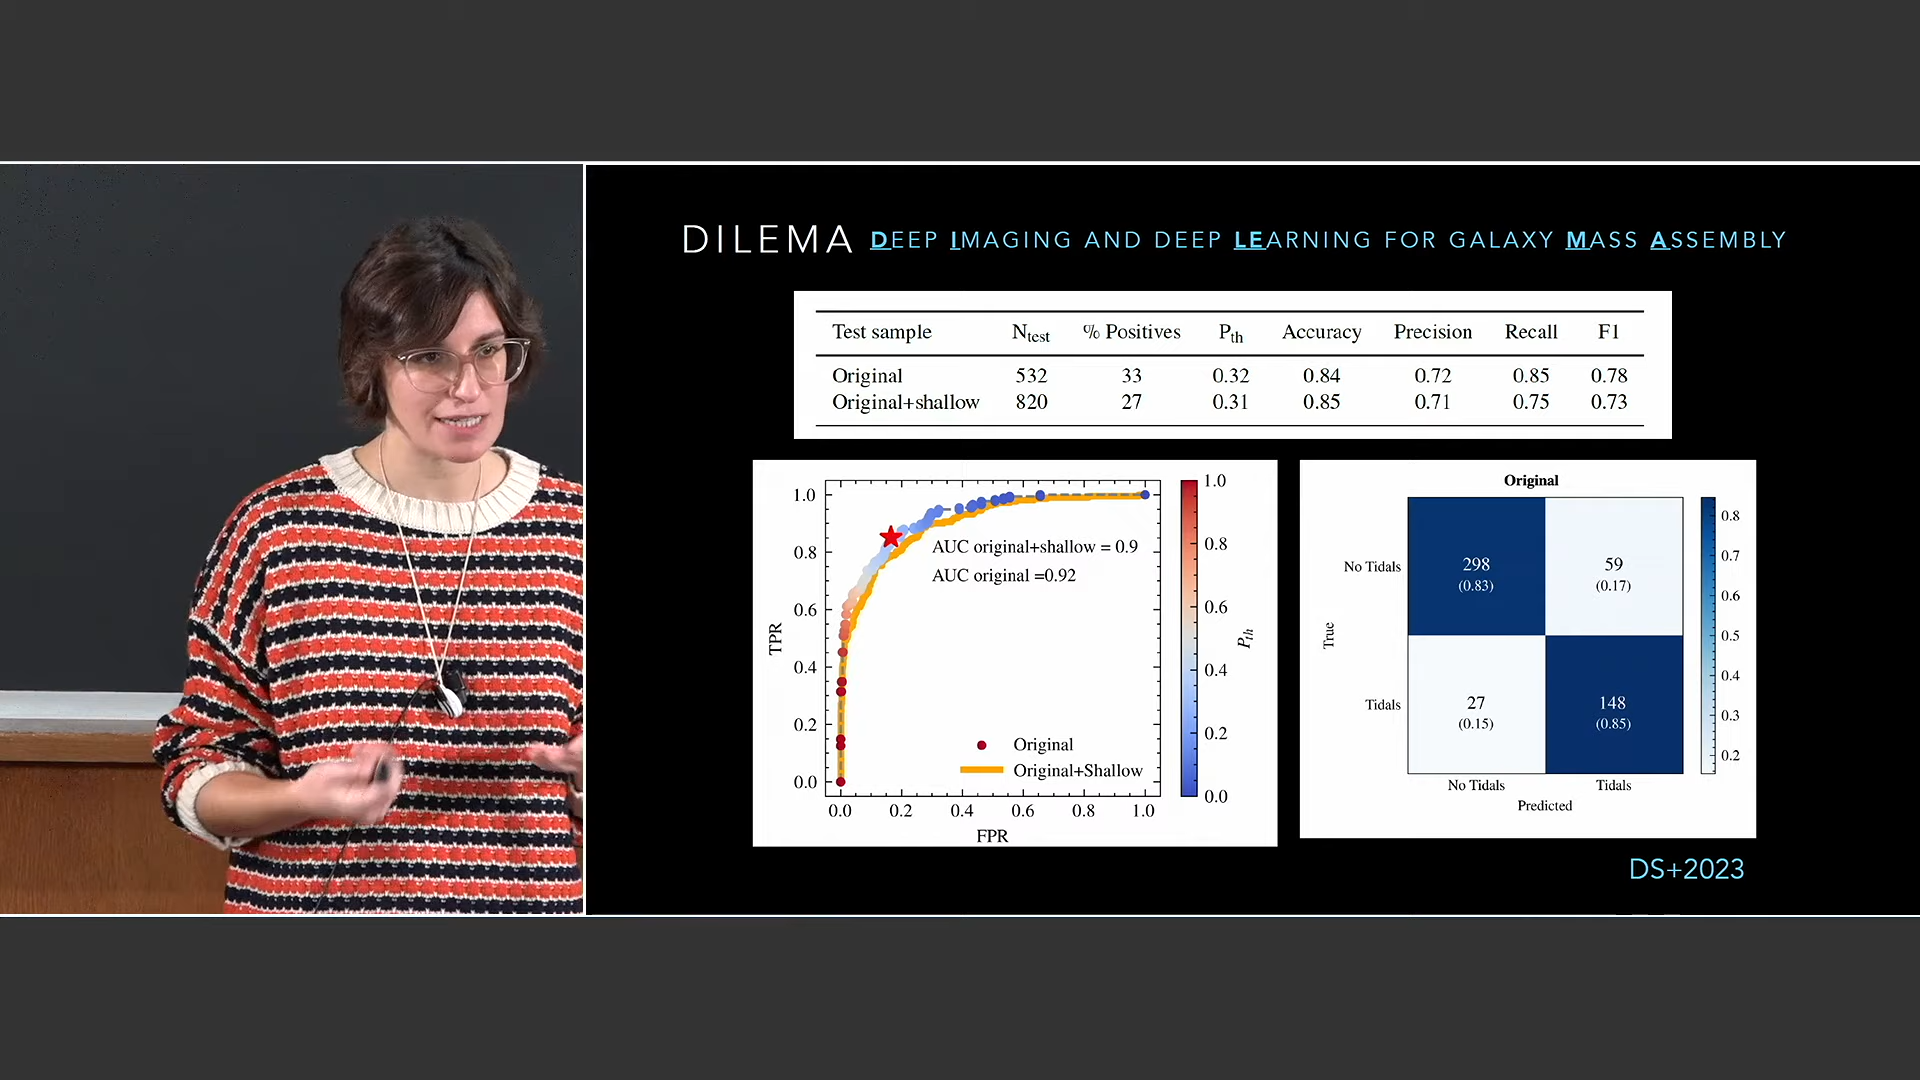 DILEMA DEEP IMAGING AND DEEP LEARNING FOR GALAXY MASS ASSEMBLY
Test sample Ntest % Positives Pth Accuracy Precision Recall F1
Original 532 33 0.32 0.84 0.72 0.85 0.78
Original+shallow 820 27 0.31 0.85 0.71 0.75 0.73
1.0
0.8
0.6
0.4
0.2
0.0
TPR
AUC original+shallow = 0.9
AUC original =0.92
Original
Original+Shallow
0.0 0.2 0.4 0.6 0.8 1.0
FPR
1.0
0.8
0.6
0.4
0.2
0.0
Pth
Original
No Tidals
298
(0.83)
59
(0.17)
True
Tidals
27
(0.15)
148
(0.85)
No Tidals Tidals
Predicted
0.8
0.7
0.6
0.5
0.4
0.3
0.2
DS+2023